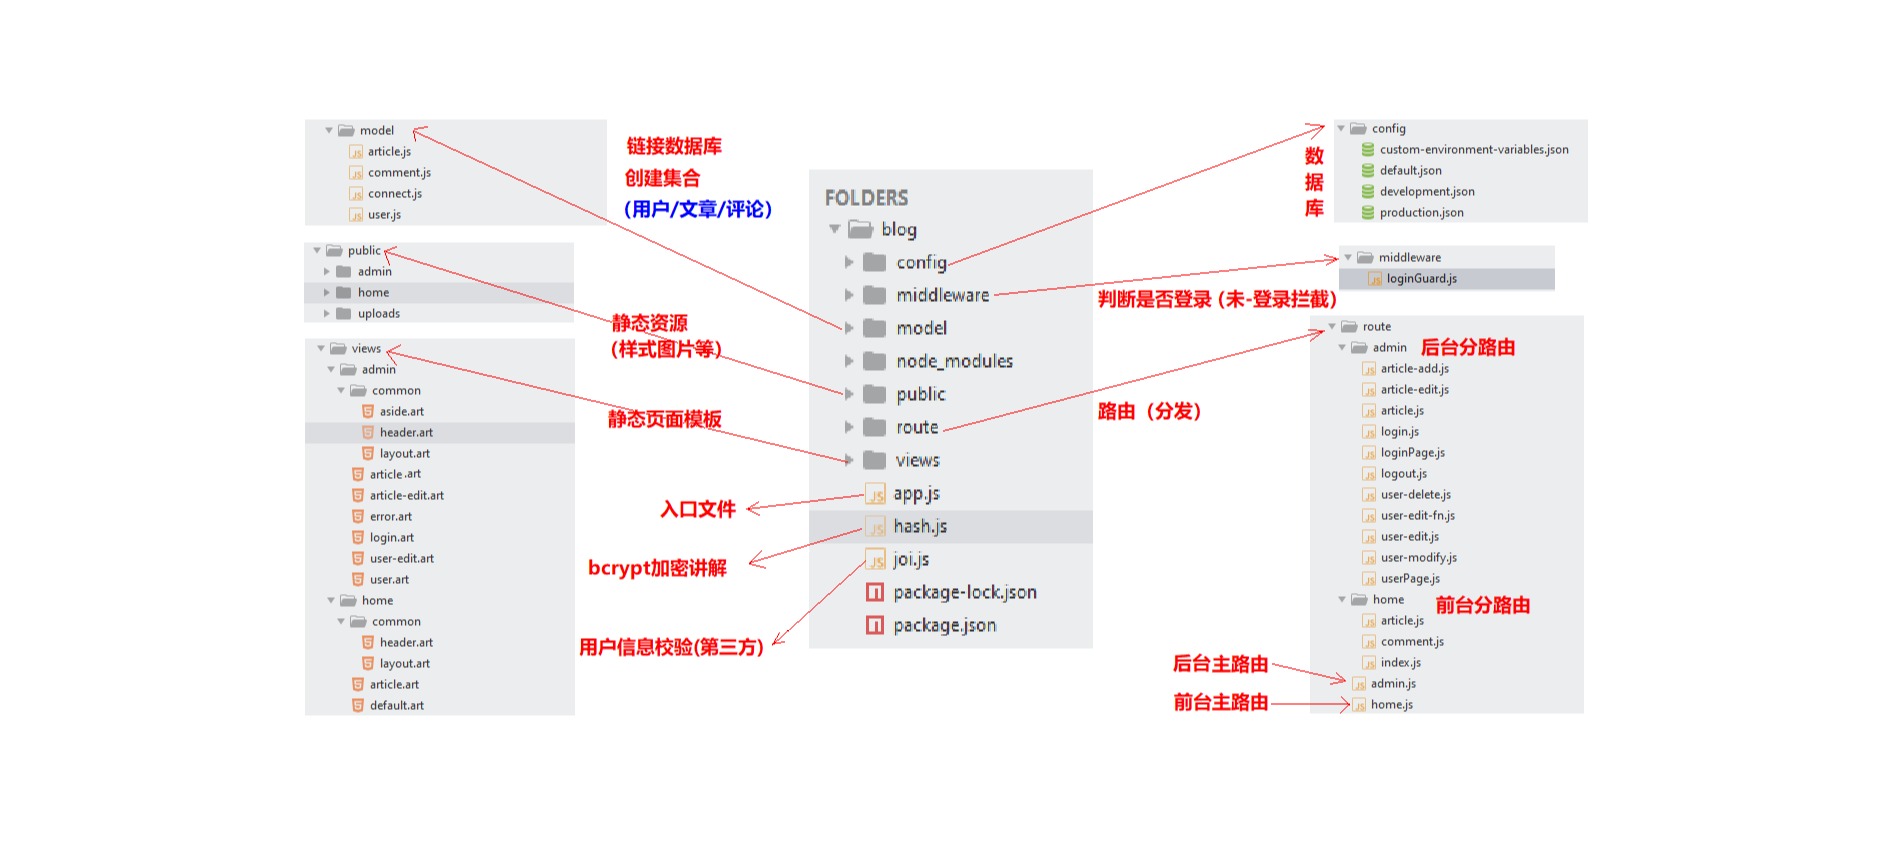 model
article.js
comment.js
connect.js
user.js
public
admin
home
uploads
views
admin
common
aside.art
header.art
layout.art
article.art
article-edit.art
error.art
login.art
user-edit.art
user.art
home
common
header.art
layout.art
article.art
default.art
链接数据库
创建集合
(用户/文章/评论)
静态资源
(样式图片等)
静态页面模板
入口文件
bcrypt加密讲解
用户信息校验(第三方)
FOLDERS
blog
config
middleware
model
node_modules
public
route
views
app.js
hash.js
joi.js
package-lock.json
package.json
数
据
库
判断是否登录 (未-登录拦截)
路由（分发）
后台主路由
前台主路由
config
custom-environment-variables.json
default.json
development.json
production.json
middleware
loginGuard.js
route
admin 后台分路由
article-add.js
article-edit.js
article.js
login.js
loginPage.js
logout.js
user-delete.js
user-edit-fn.js
user-edit.js
user-modify.js
userPage.js
home 前台分路由
article.js
comment.js
index.js
admin.js
home.js